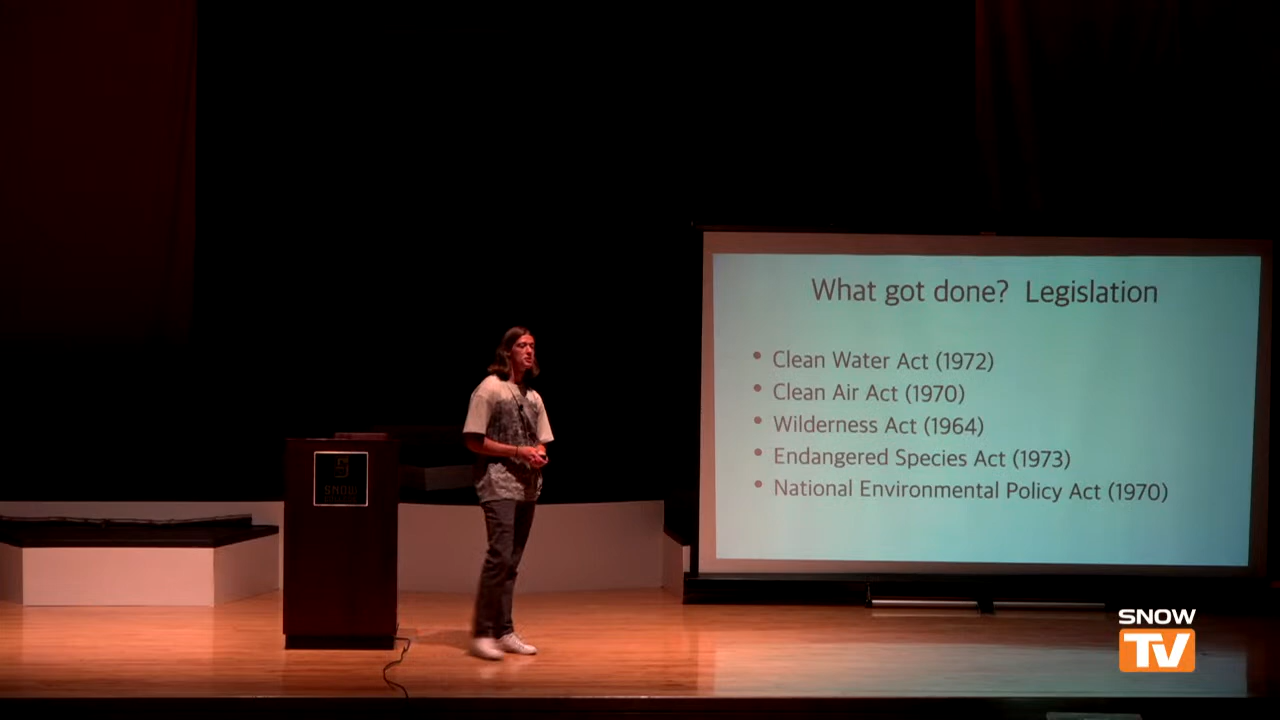 What got done? Legislation
• Clean Water Act (1972)
• Clean Air Act (1970)
• Wilderness Act (1964)
• Endangered Species Act (1973)
• National Environmental Policy Act (1970)
SNOW
SNOW
TV